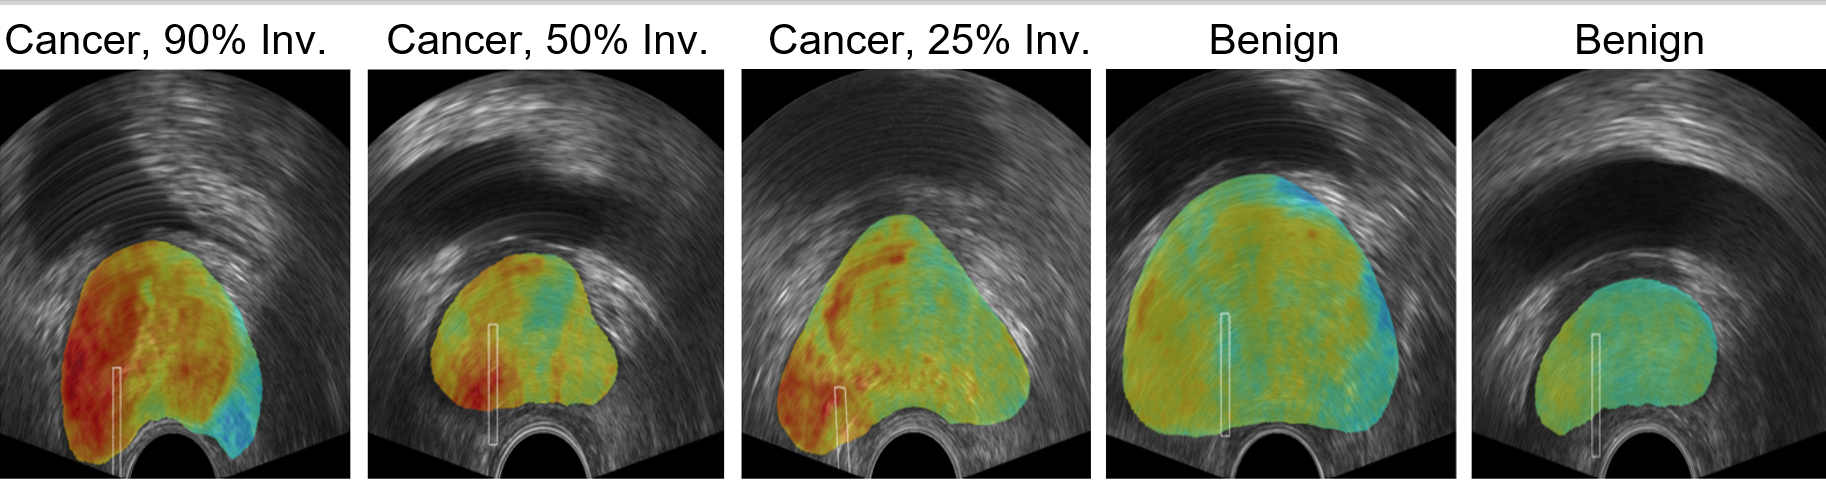 Cancer, 90% Inv.
Cancer, 50% Inv.
Cancer, 25% Inv.
Benign
Benign